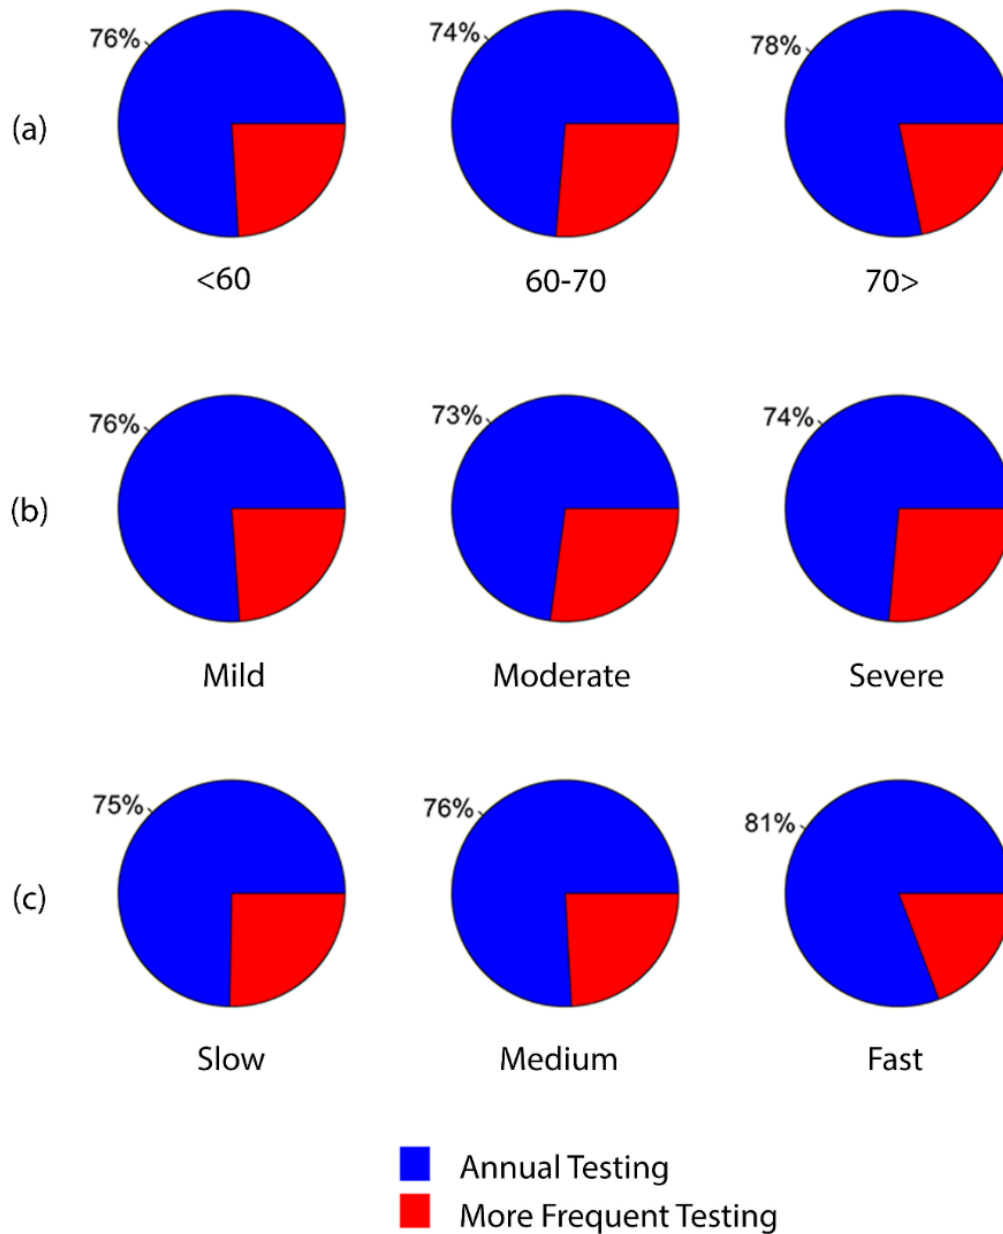 76% 74% 78%
(a)
<60 60-70 70>
76% 73% 74%
(b)
Mild Moderate Severe
75% 76% 81%
(c)
Slow Medium Fast
Annual Testing
More Frequent Testing